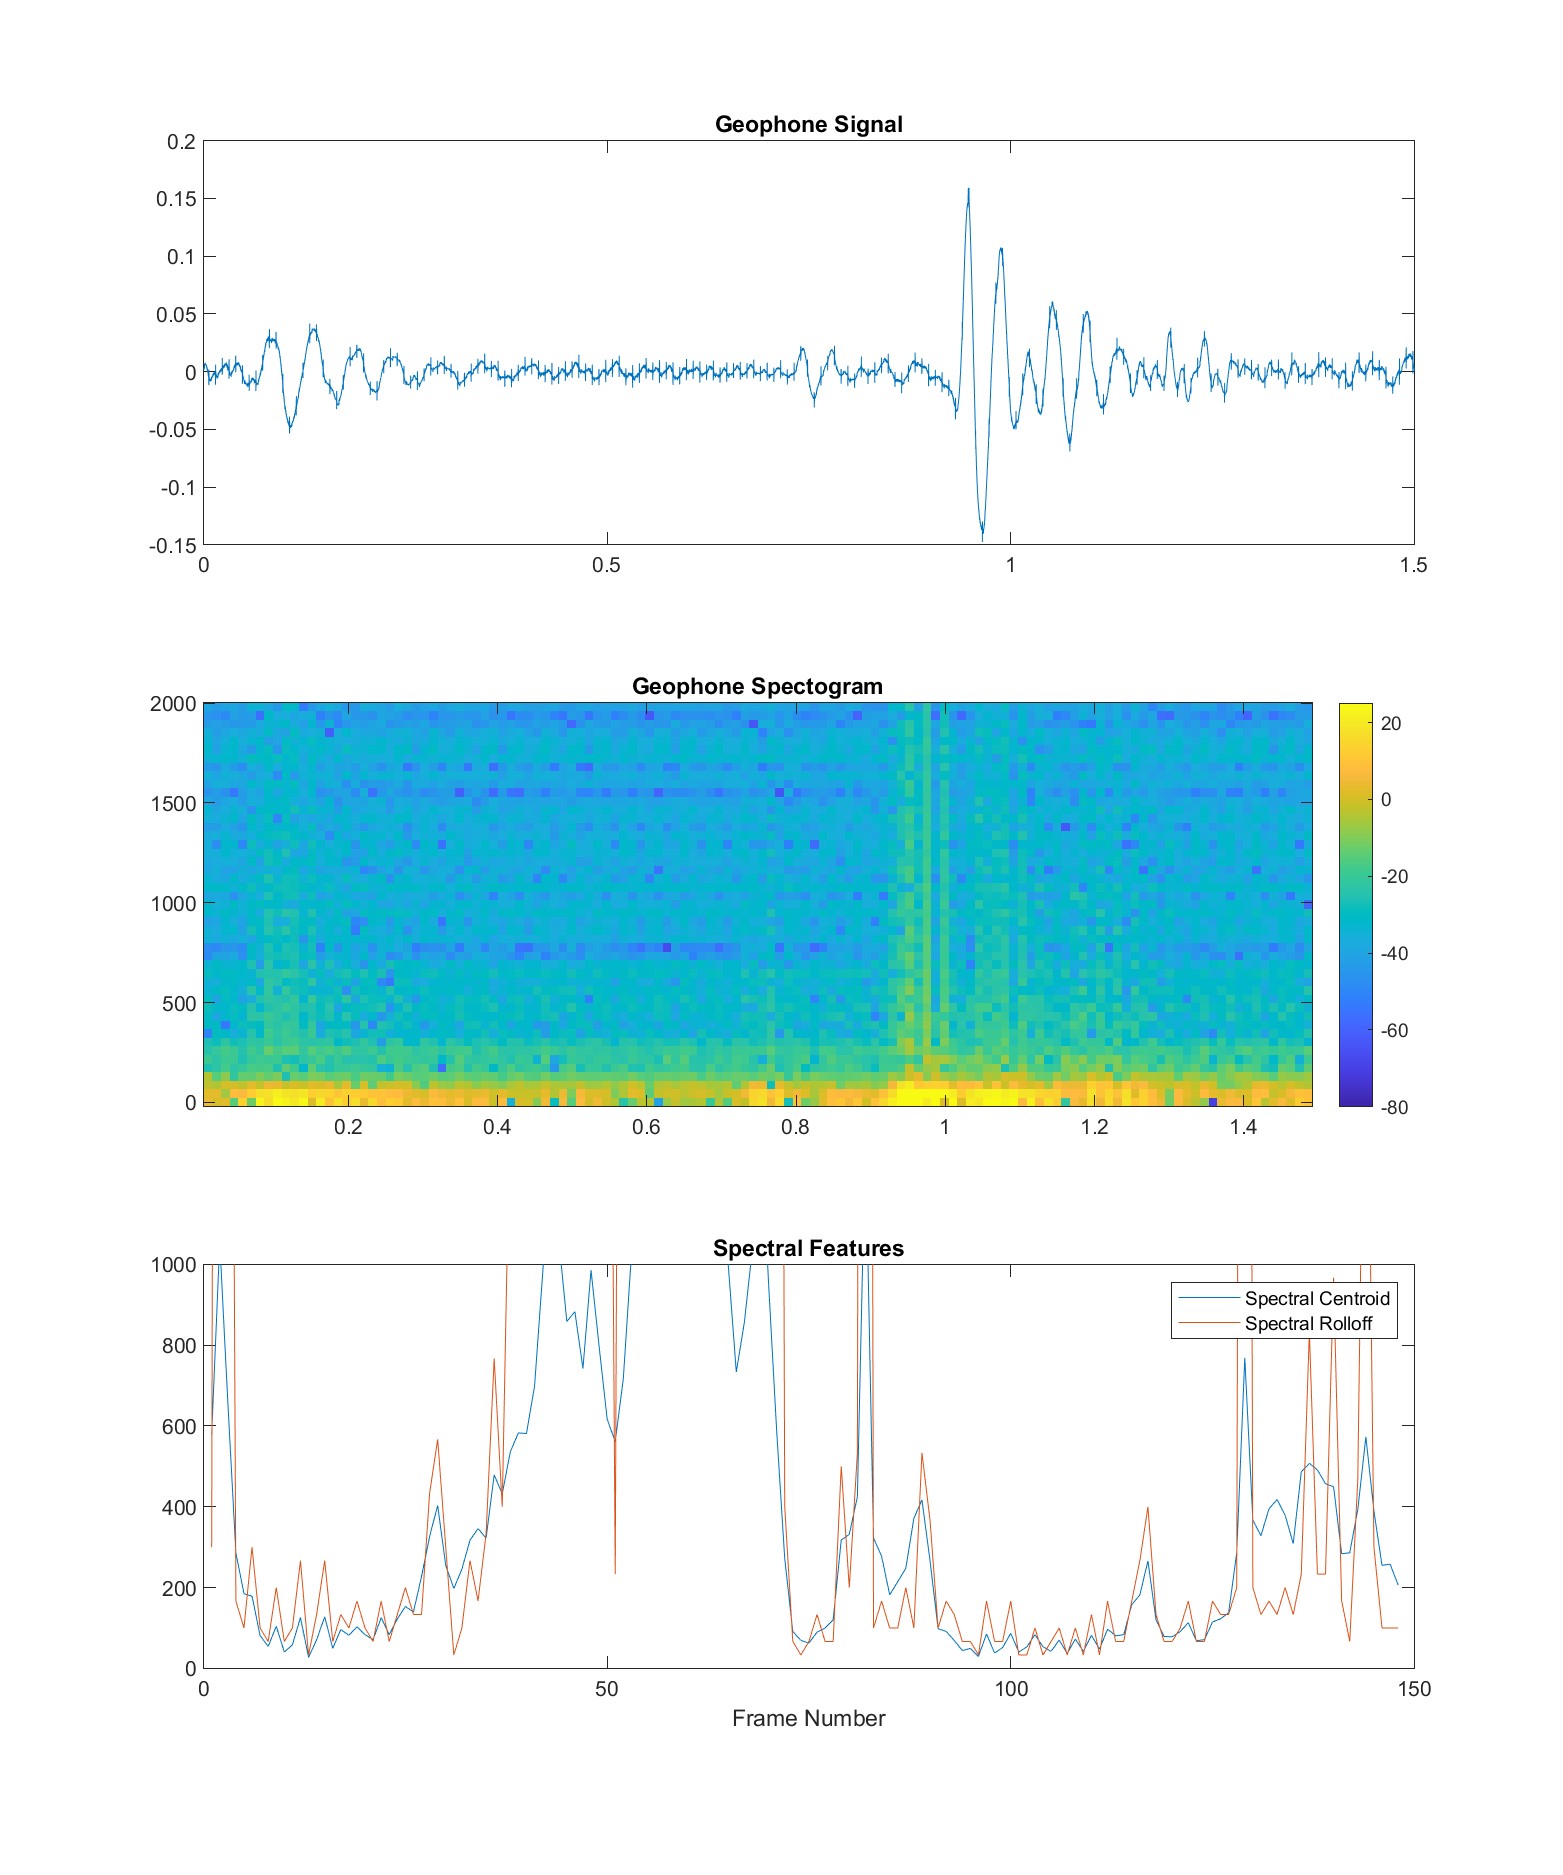 Geophone Signal
0.2
0.15
0.1
0.05
0
-0.05
-0.1
-0.15
0 0.5 1 1.5
Geophone Spectogram
2000
1500
1000
500
0
0.2 0.4 0.6 0.8 1 1.2 1.4
20
0
-20
-40
-60
-80
Spectral Features
1000
800
600
400
200
0
Spectral Centroid
Spectral Rolloff
0 50 100 150
Frame Number